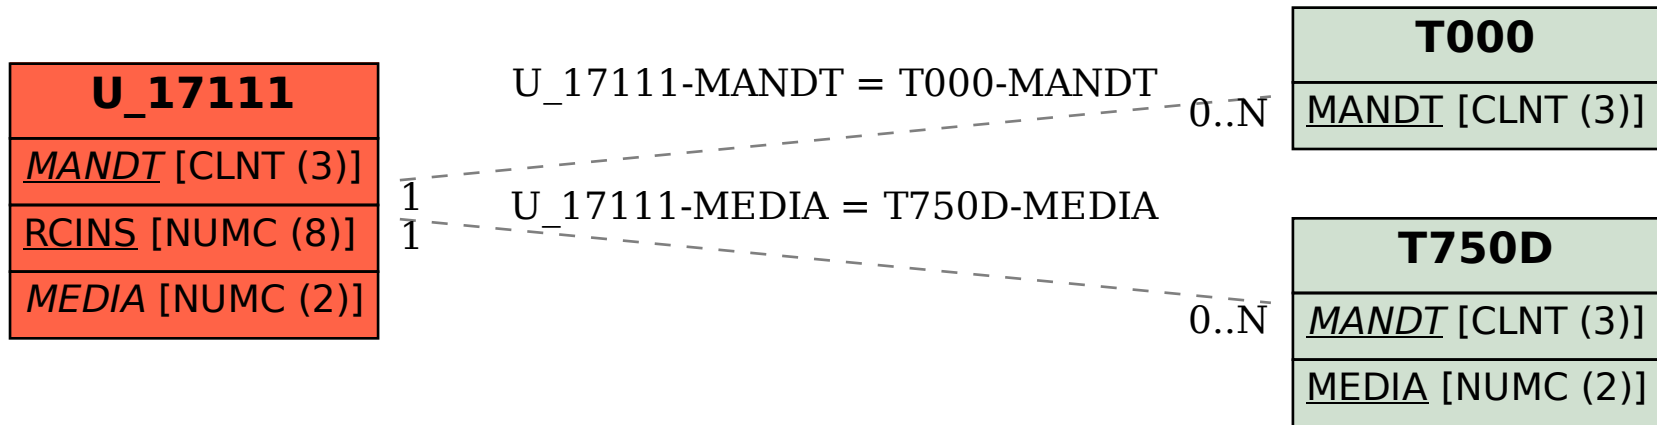 U_17111
MANDT [CLNT (3)]
RCINS [NUMC (8)]
MEDIA [NUMC (2)]
U_17111-MANDT = T000-MANDT
0..N
1
U_17111-MEDIA = T750D-MEDIA
1
0..N
T000
MANDT [CLNT (3)]
T750D
MANDT [CLNT (3)]
MEDIA [NUMC (2)]